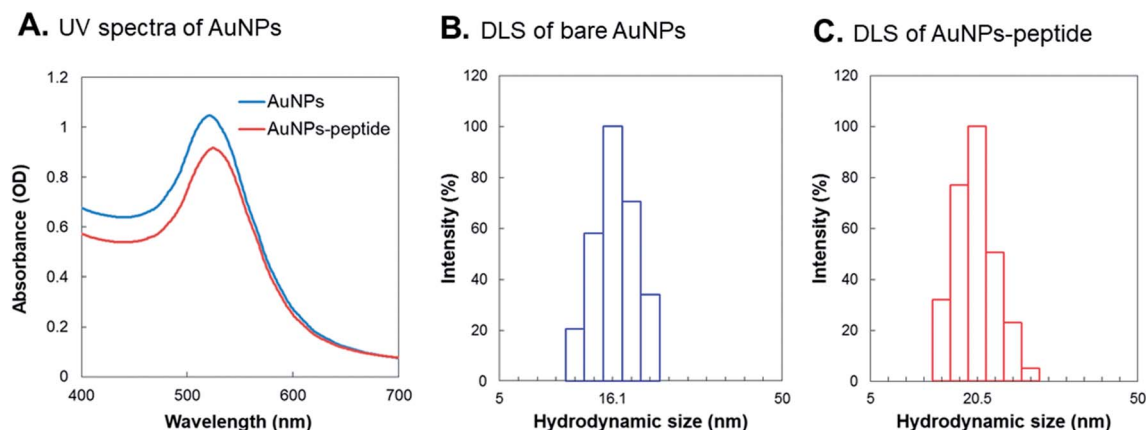 A. UV spectra of AuNPs
Absorbance (OD)
1.2
1
0.8
0.6
0.4
0.2
0
400
500
600
700
Wavelength (nm)
AuNPs
AuNPs-peptide
B. DLS of bare AuNPs
Intensity (%)
120
100
80
60
40
20
0
5
16.1
50
Hydrodynamic size (nm)
C. DLS of AuNPs-peptide
Intensity (%)
120
100
80
60
40
20
0
5
20.5
50
Hydrodynamic size (nm)